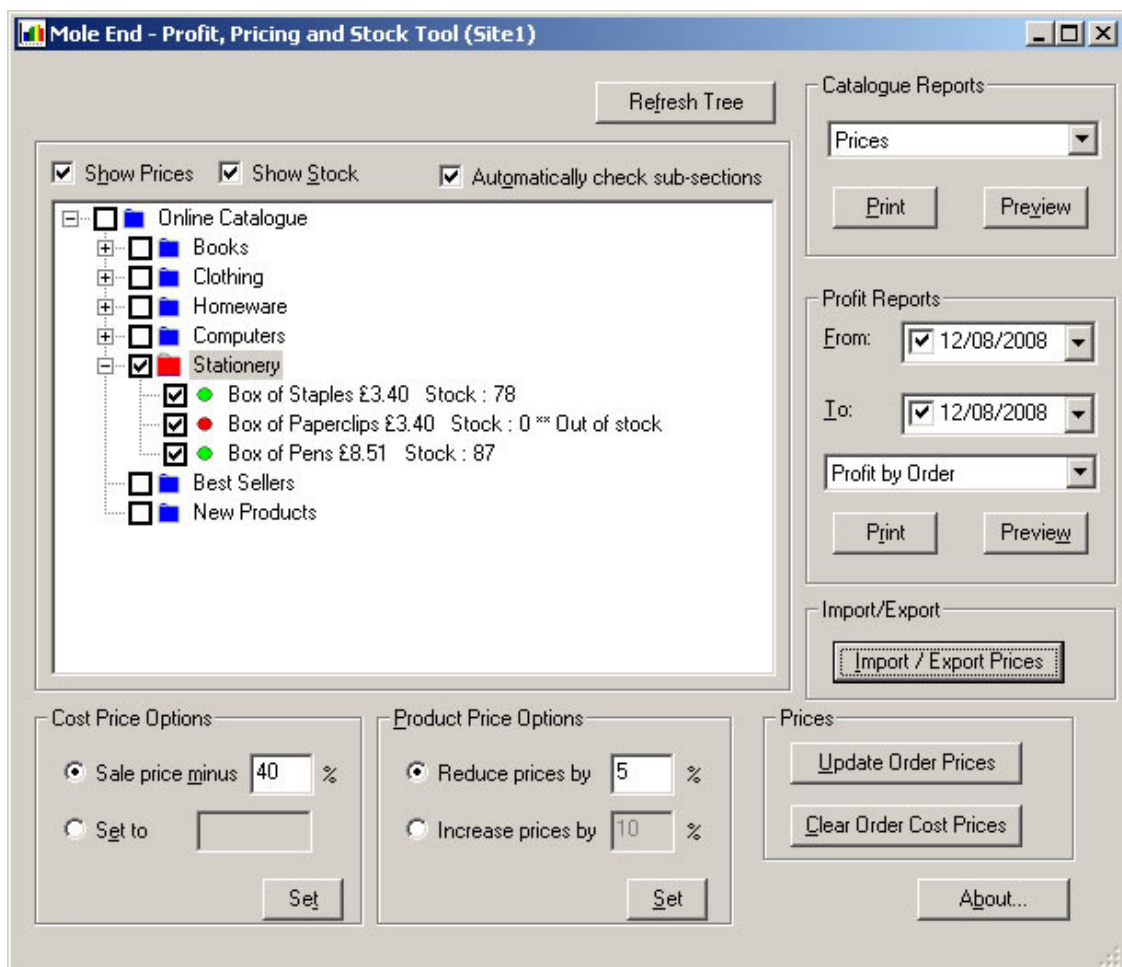 Mole End - Profit, Pricing and Stock Tool (Site1)
Refresh Tree
Show Prices Show Stock Automatically check sub-sections
Online Catalogue
Books
Clothing
Homeware
Computers
Stationery
Box of Staples £3.40 Stock : 78
Box of Paperclips £3.40 Stock : 0 ** Out of stock
Box of Pens £8.51 Stock : 87
Best Sellers
New Products
Catalogue Reports
Prices
Print Preview
Profit Reports
From: 12/08/2008
To: 12/08/2008
Profit by Order
Print Preview
Import/Export
Import / Export Prices
Cost Price Options
Sale price minus 40 %
Set to
Set
Product Price Options
Reduce prices by 5 %
Increase prices by 10 %
Set
Prices
Update Order Prices
Clear Order Cost Prices
About...